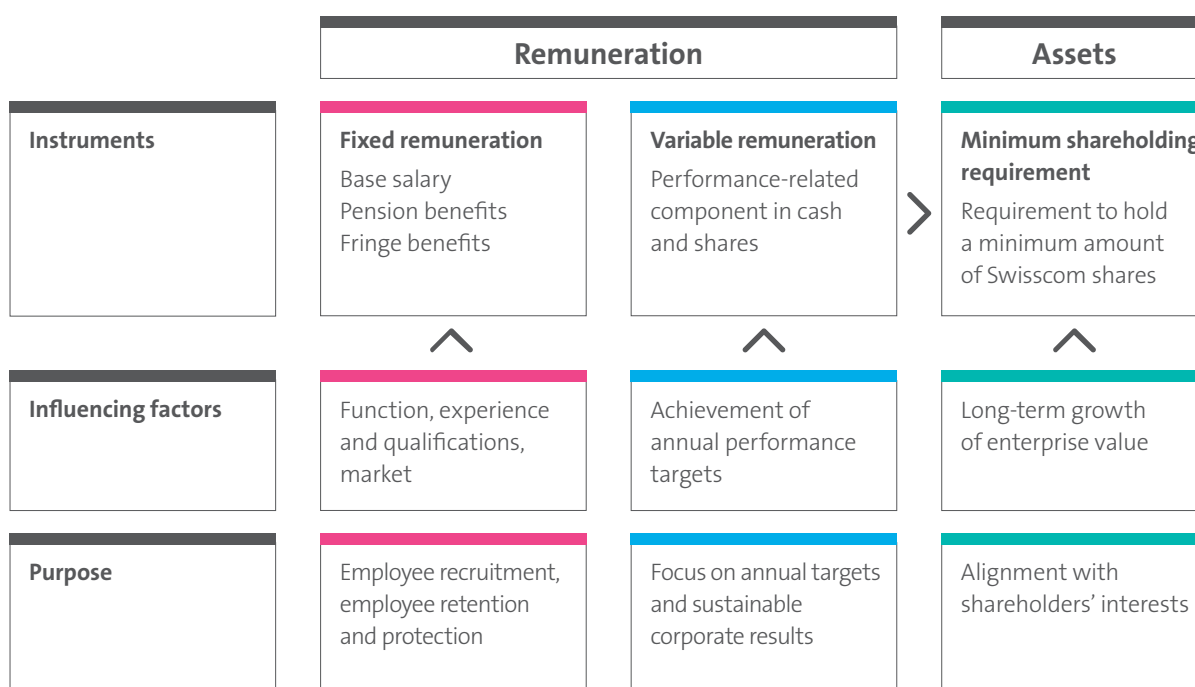 Remuneration
Assets
Instruments
Fixed remuneration
Base salary
Pension benefits
Fringe benefits
Variable remuneration
Performance-related
component in cash
and shares
Minimum shareholding
requirement
Requirement to hold
a minimum amount
of Swisscom shares
Influencing factors
Function, experience
and qualifications,
market
Achievement of
annual performance
targets
Long-term growth
of enterprise value
Purpose
Employee recruitment,
employee retention
and protection
Focus on annual targets
and sustainable
corporate results
Alignment with
shareholders’ interests